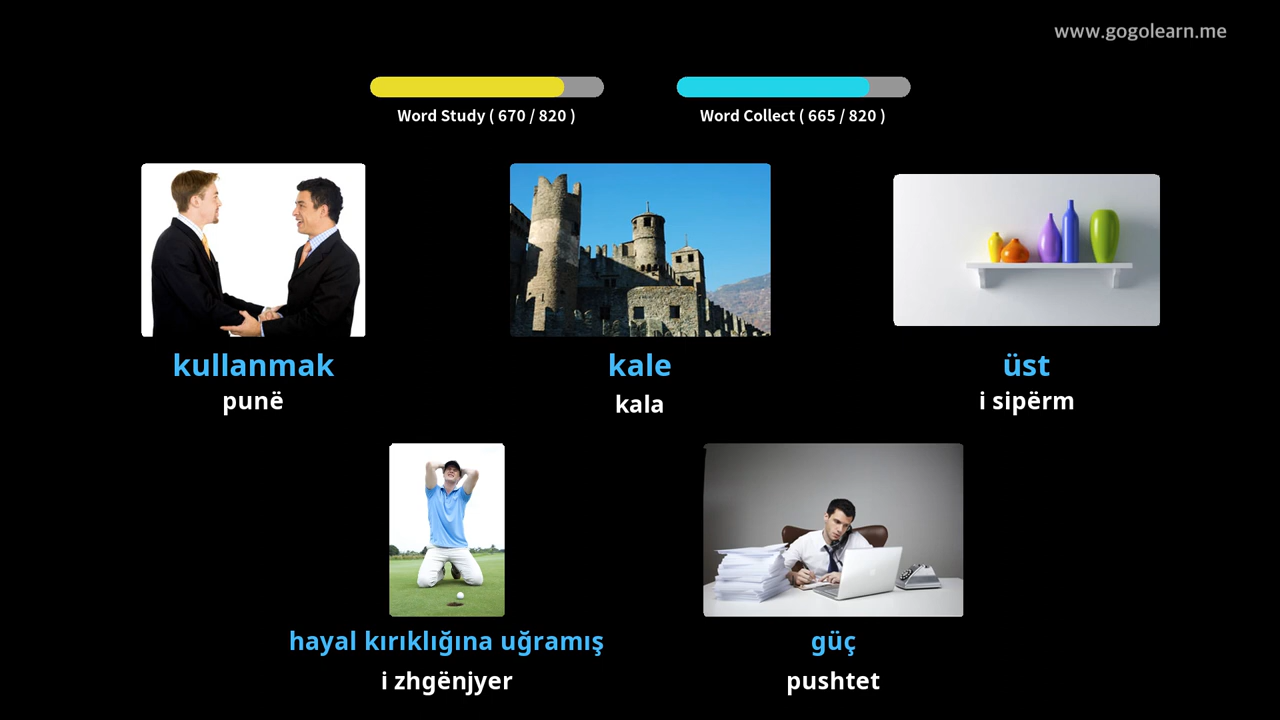 www.gogolearn.me
Word Study ( 670 / 820 )
Word Collect ( 665 / 820 )
kullanmak
punë
kale
kala
üst
i sipërm
hayal kırıklığına uğramış
i zhgënjyer
güç
pushtet